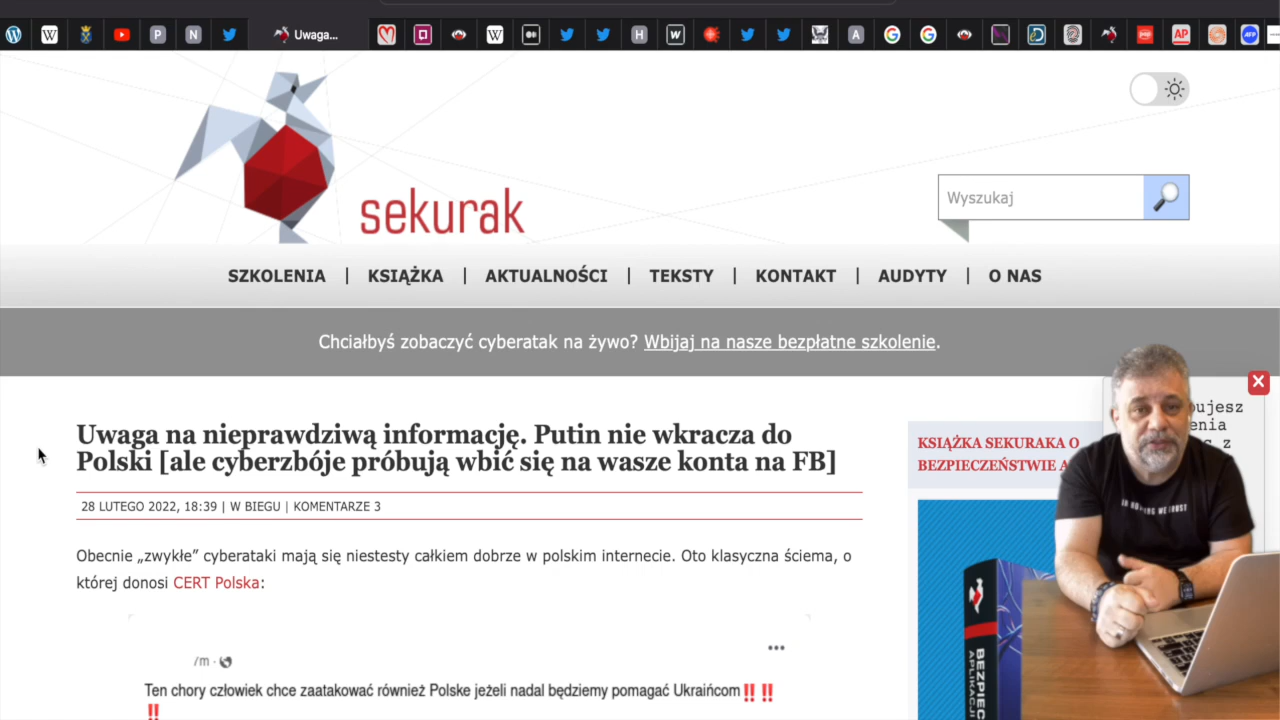 Uwaga...
sekurak
Wyszukaj
SZKOLENIA | KSIĄŻKA | AKTUALNOŚCI | TEKSTY | KONTAKT | AUDYTY | O NAS
Chciałbyś zobaczyć cyberatak na żywo? Wbijaj na nasze bezpłatne szkolenie.
Uwaga na nieprawdziwą informację. Putin nie wkracza do
Polski [ale cyberzbóje próbują wbić się na wasze konta na FB]
28 LUTEGO 2022, 18:39 | W BIEGU | KOMENTARZE 3
Obecnie „zwykłe” cyberataki mają się niestesty całkiem dobrze w polskim internecie. Oto klasyczna ściema, o
której donosi CERT Polska:
/m ·
Ten chory człowiek chce zaatakować również Polske jeżeli nadal będziemy pomagać Ukraińcom‼️ ‼️
‼️
KSIĄŻKA SEKURAKA O
BEZPIECZEŃSTWIE